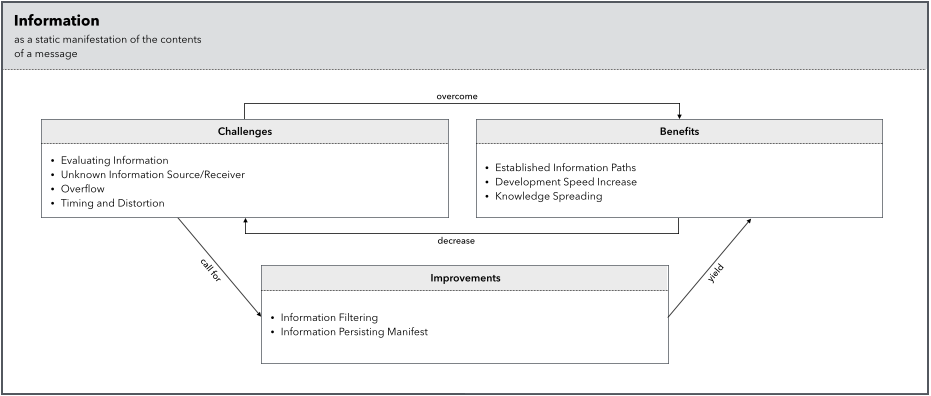 Information
as a static manifestation of the contents
of a message
overcome
Challenges
• Evaluating Information
• Unknown Information Source/Receiver
• Overflow
• Timing and Distortion
Benefits
• Established Information Paths
• Development Speed Increase
• Knowledge Spreading
decrease
call for
yield
Improvements
• Information Filtering
• Information Persisting Manifest